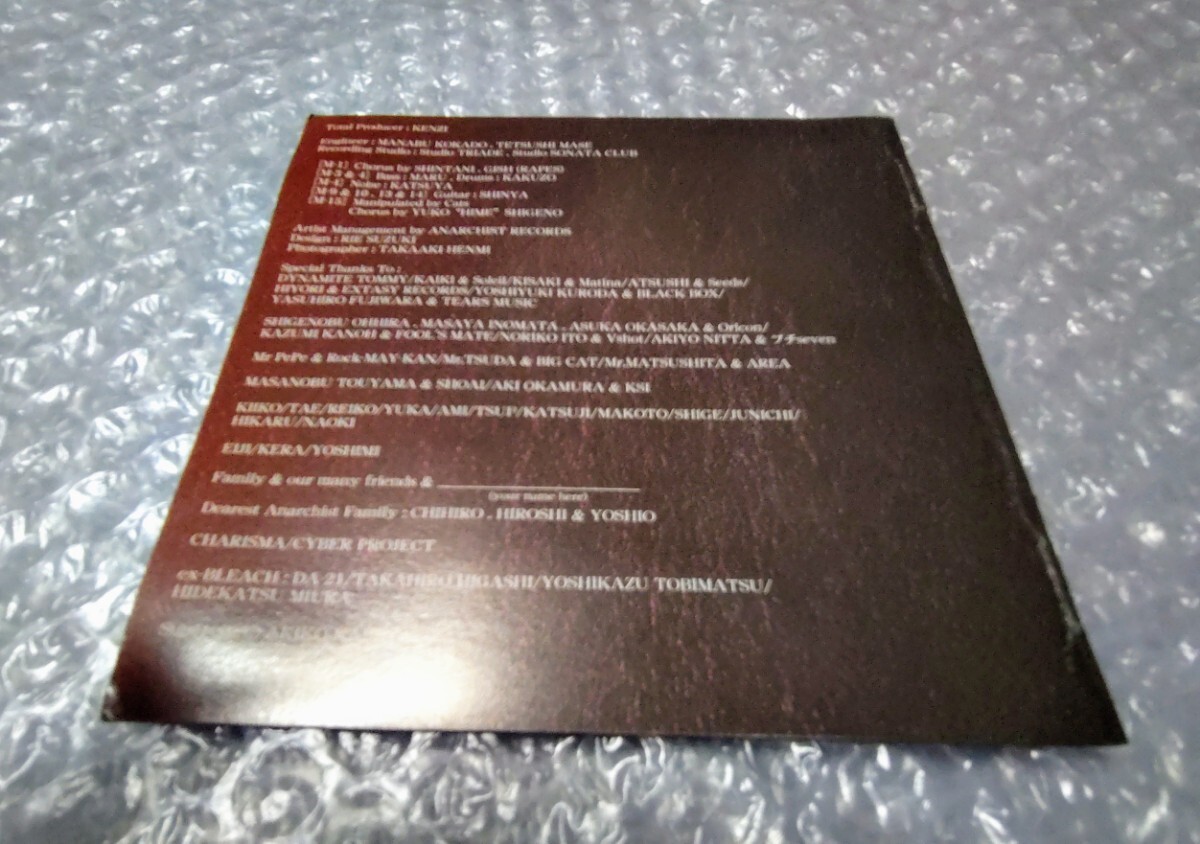 Total Producer : KENZI
Engineer : MANABU KOKADO . TETSUSHI MASE
Recording Studio : Studio TRIADE . Studio SONATA CLUB
[M-1] Chorus by SHINTANI . GISH (RAPES)
[M-3 & 4] Bass : MARU . Drums : KAKUZO
[M-4] Noise : KATSUYA
[M-9 & 10 . 13 & 14] Guitar : SHINYA
[M-15] Manipulated by Cats
Chorus by YUKO "HIME" SHIGENO
Artist Management by ANARCHIST RECORDS
Design : RIE SUZUKI
Photographer : TAKAAKI HENMI
Special Thanks To :
DYNAMITE TOMMY/KAIKI & Soleil/KISAKI & Matina/ATSUSHI & Seeds/
HIYORI & EXTASY RECORDS/YOSHIYUKI KURODA & BLACK BOX/
YASUHIRO FUJIWARA & TEARS MUSIC
SHIGENOBU OHHIRA . MASAYA INOMATA . ASUKA OKASAKA & Oricon/
KAZUMI KANOH & FOOL'S MATE/NORIKO ITO & Vshot/AKIYO NITTA & プチseven
Mr PePe & Rock-MAY-KAN/Mr.TSUDA & BIG CAT/Mr.MATSUSHITA & AREA
MASANOBU TOUYAMA & SHOAI/AKI OKAMURA & KSI
KIIKO/TAE/REIKO/YUKA/AMI/TSUP/KATSUJI/MAKOTO/SHIGE/JUNICHI/
HIKARU/NAOKI
EIJI/KERA/YOSHIMI
Family & our many friends &
(your name here)
Dearest Anarchist Family : CHIHIRO . HIROSHI & YOSHIO
CHARISMA/CYBER PROJECT
ex-BLEACH : DA-21/TAKAHIRO HIGASHI/YOSHIKAZU TOBIMATSU/
HIDEKATSU MIURA